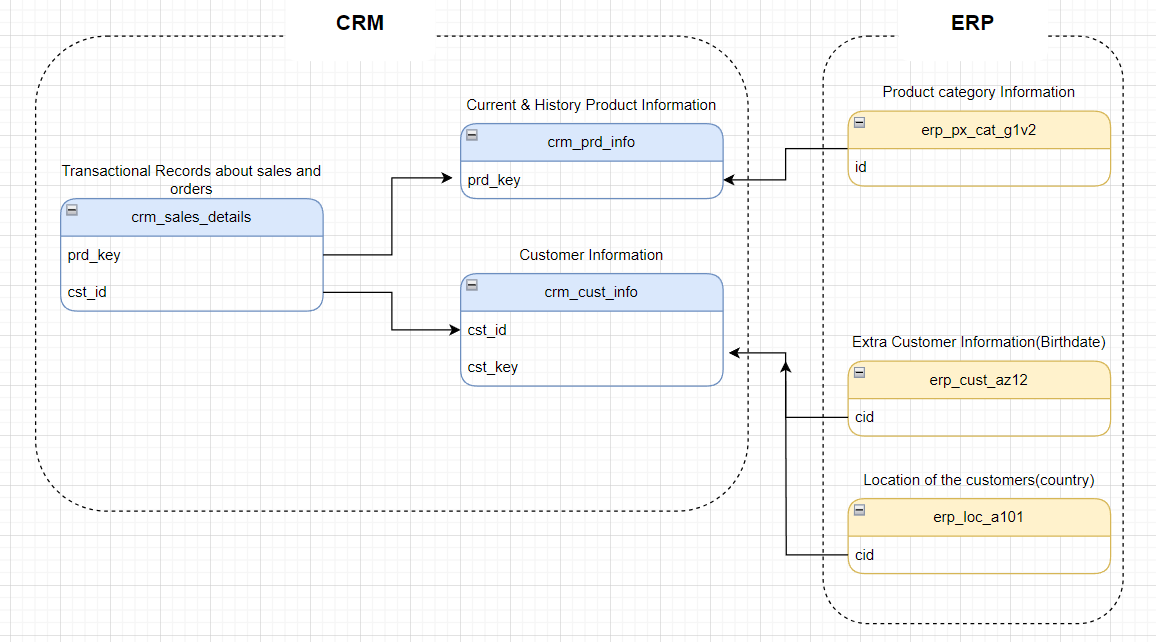 CRM
ERP
Transactional Records about sales and
orders
crm_sales_details
prd_key
cst_id
Current & History Product Information
crm_prd_info
prd_key
Customer Information
crm_cust_info
cst_id
cst_key
Product category Information
erp_px_cat_g1v2
id
Extra Customer Information(Birthdate)
erp_cust_az12
cid
Location of the customers(country)
erp_loc_a101
cid